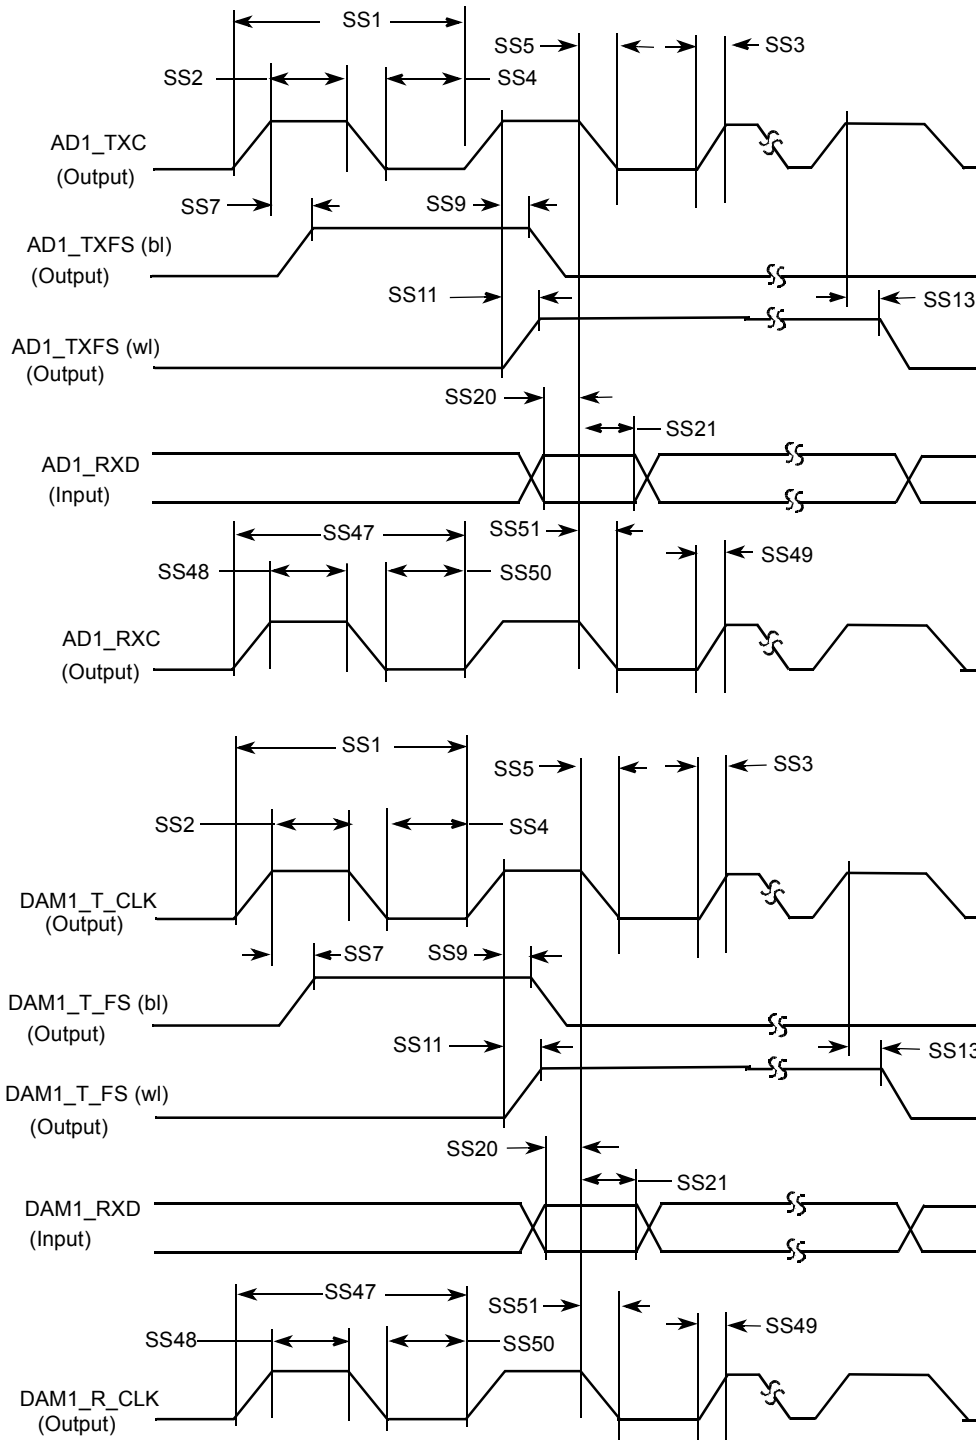 SS1
SS5
SS3
SS2
SS4
AD1_TXC
(Output)
SS7
SS9
AD1_TXFS (bl)
(Output)
SS11
SS13
AD1_TXFS (wl)
(Output)
SS20
SS21
AD1_RXD
(Input)
SS47
SS51
SS49
SS48
SS50
AD1_RXC
(Output)
SS1
SS5
SS3
SS2
SS4
DAM1_T_CLK
(Output)
SS7
SS9
DAM1_T_FS (bl)
(Output)
SS11
SS13
DAM1_T_FS (wl)
(Output)
SS20
SS21
DAM1_RXD
(Input)
SS47
SS51
SS49
SS48
SS50
DAM1_R_CLK
(Output)